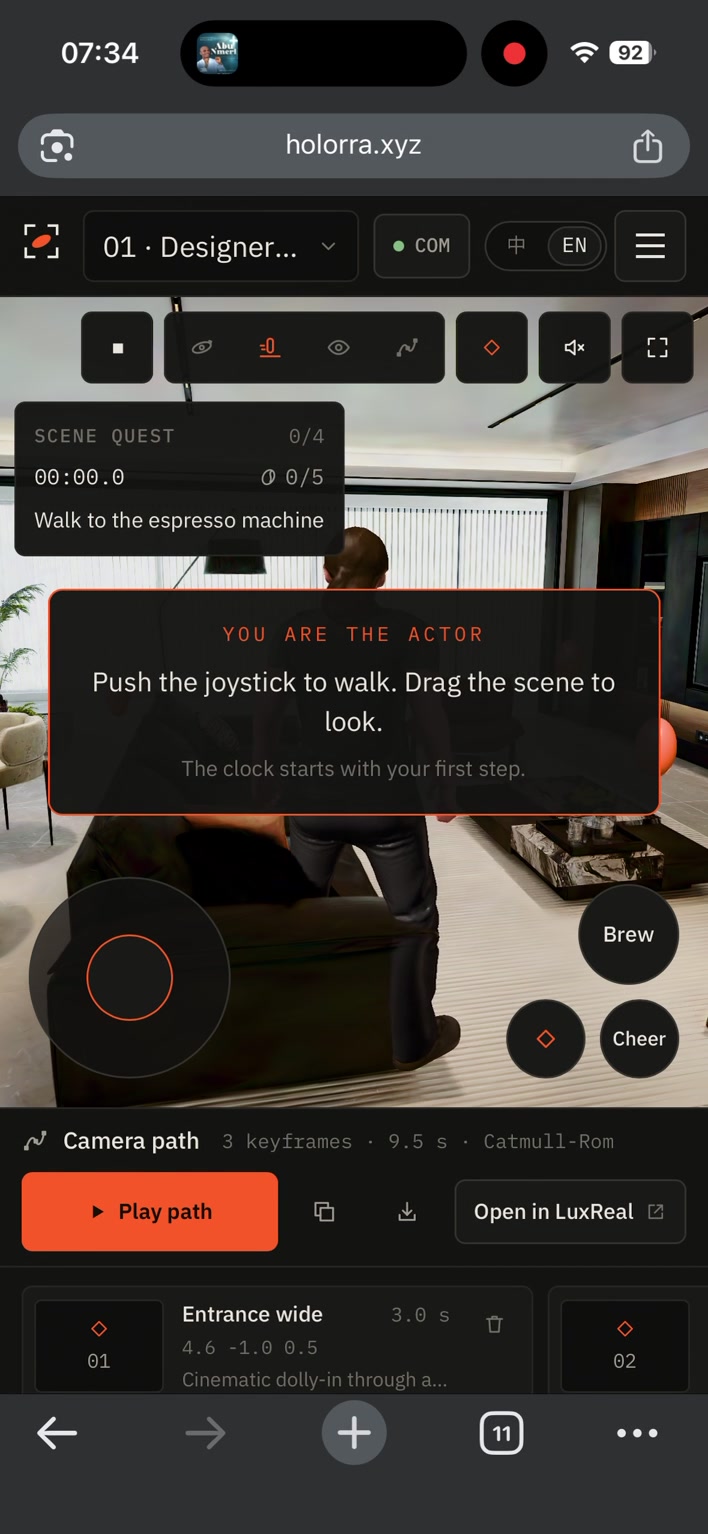 07:34
Abu
Nmeri
92
holorra.xyz
01 · Designer...
COM
中
EN
SCENE QUEST 0/4
00:00.0 0/5
Walk to the espresso machine
YOU ARE THE ACTOR
Push the joystick to walk. Drag the scene to
look.
The clock starts with your first step.
Brew
Cheer
Camera path 3 keyframes · 9.5 s · Catmull-Rom
Play path
Open in LuxReal
Entrance wide 3.0 s
4.6 -1.0 0.5
Cinematic dolly-in through a...
01
02
11